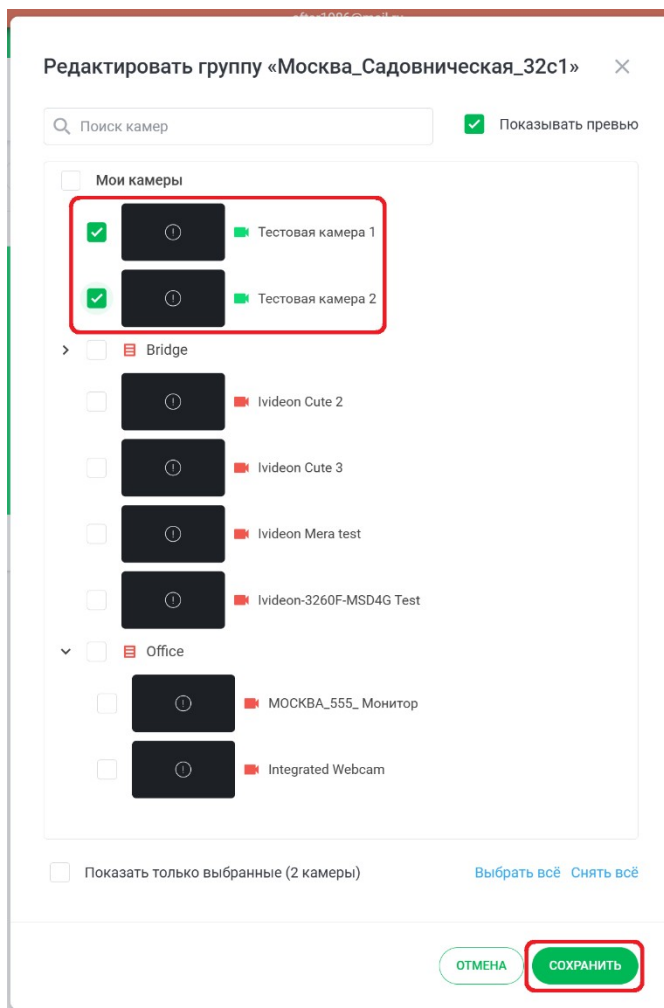 Редактировать группу «Москва_Садовническая_32с1»
Поиск камер
Показывать превью
Мои камеры
Тестовая камера 1
Тестовая камера 2
Bridge
Ivideon Cute 2
Ivideon Cute 3
Ivideon Mera test
Ivideon-3260F-MSD4G Test
Office
МОСКВА_555_ Монитор
Integrated Webcam
Показать только выбранные (2 камеры)
Выбрать всё Снять всё
ОТМЕНА
СОХРАНИТЬ